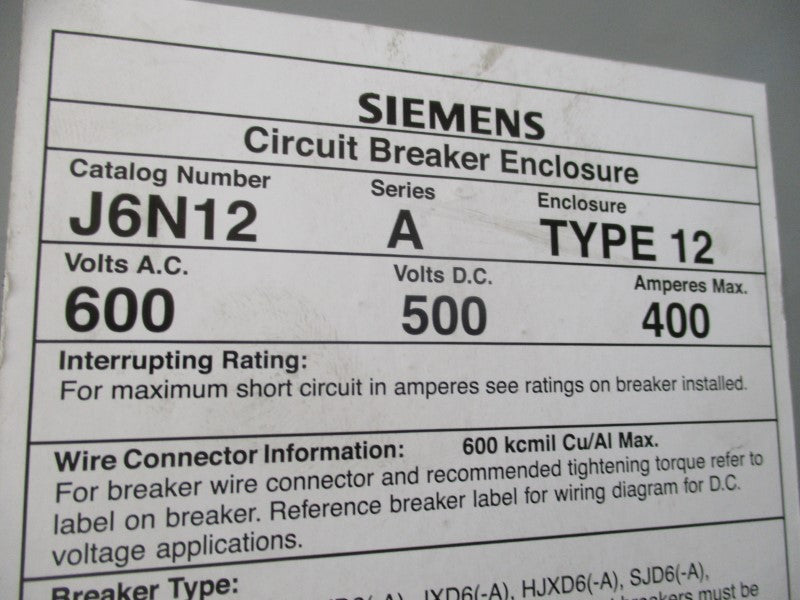 SIEMENS
Circuit Breaker Enclosure
Catalog Number Series Enclosure
J6N12 A TYPE 12
Volts A.C. Volts D.C. Amperes Max.
600 500 400
Interrupting Rating:
For maximum short circuit in amperes see ratings on breaker installed.
Wire Connector Information: 600 kcmil Cu/Al Max.
For breaker wire connector and recommended tightening torque refer to
label on breaker. Reference breaker label for wiring diagram for D.C.
voltage applications.
Breaker Type:
JXD6(-A), HJXD6(-A), SJD6(-A),
breakers must be